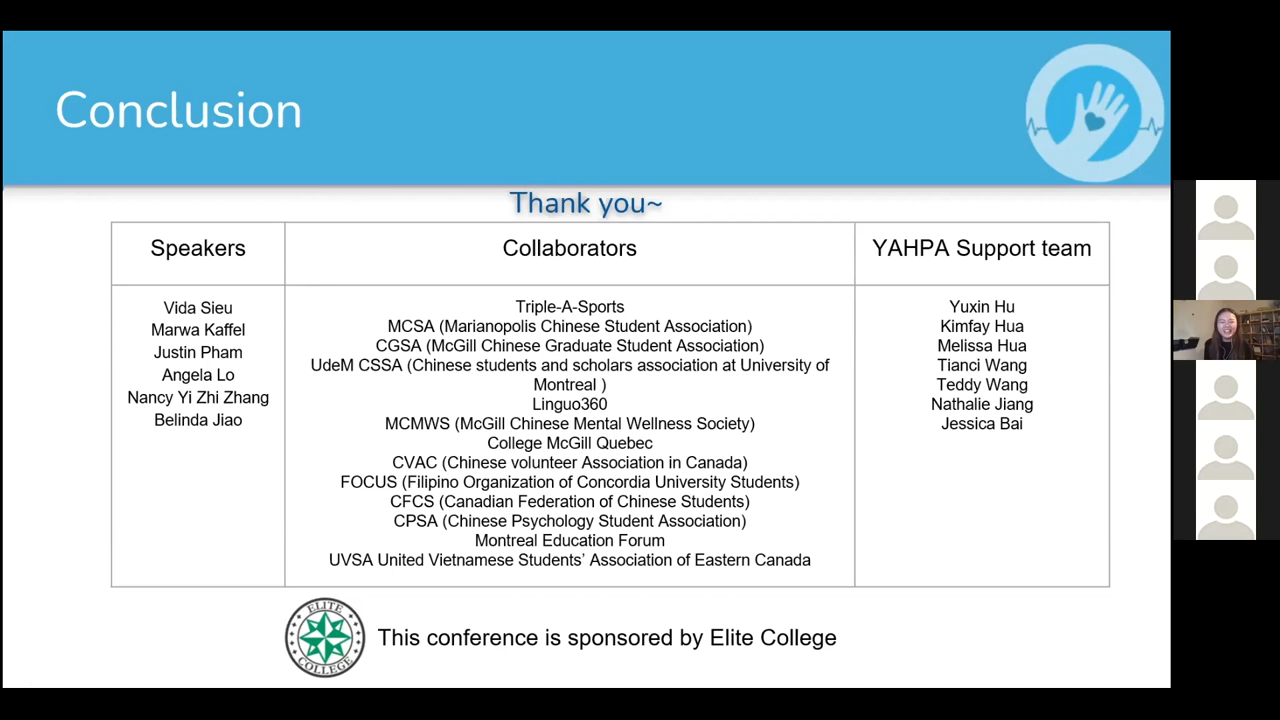 Conclusion
Thank you~
Speakers
Vida Sieu
Marwa Kaffel
Justin Pham
Angela Lo
Nancy Yi Zhi Zhang
Belinda Jiao
Collaborators
Triple-A-Sports
MCSA (Marianopolis Chinese Student Association)
CGSA (McGill Chinese Graduate Student Association)
UdeM CSSA (Chinese students and scholars association at University of
Montreal )
Linguo360
MCMWS (McGill Chinese Mental Wellness Society)
College McGill Quebec
CVAC (Chinese volunteer Association in Canada)
FOCUS (Filipino Organization of Concordia University Students)
CFCS (Canadian Federation of Chinese Students)
CPSA (Chinese Psychology Student Association)
Montreal Education Forum
UVSA United Vietnamese Students’ Association of Eastern Canada
YAHPA Support team
Yuxin Hu
Kimfay Hua
Melissa Hua
Tianci Wang
Teddy Wang
Nathalie Jiang
Jessica Bai
ELITE
COLLEGE
This conference is sponsored by Elite College